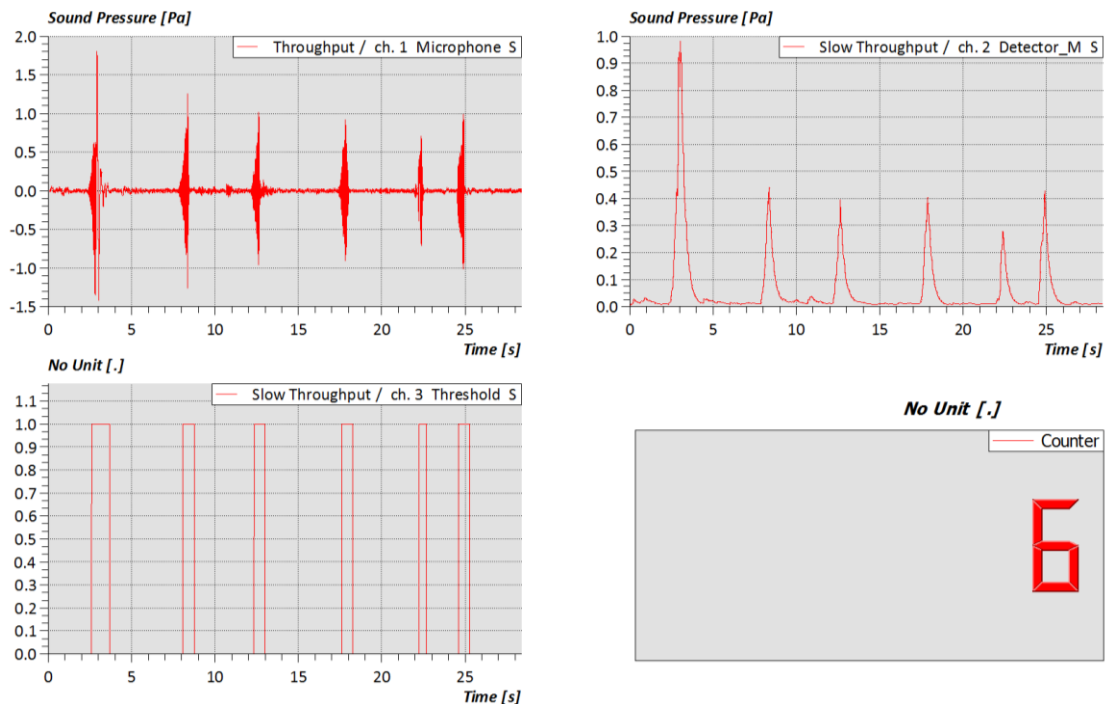 Sound Pressure [Pa]
Throughput / ch. 1 Microphone S
2.0
1.5
1.0
0.5
0.0
-0.5
-1.0
-1.5
0 5 10 15 20 25
Time [s]
Sound Pressure [Pa]
Slow Throughput / ch. 2 Detector_M S
1.0
0.9
0.8
0.7
0.6
0.5
0.4
0.3
0.2
0.1
0.0
0 5 10 15 20 25
Time [s]
No Unit [.]
Slow Throughput / ch. 3 Threshold S
1.1
1.0
0.9
0.8
0.7
0.6
0.5
0.4
0.3
0.2
0.1
0.0
0 5 10 15 20 25
Time [s]
No Unit [.]
Counter
6